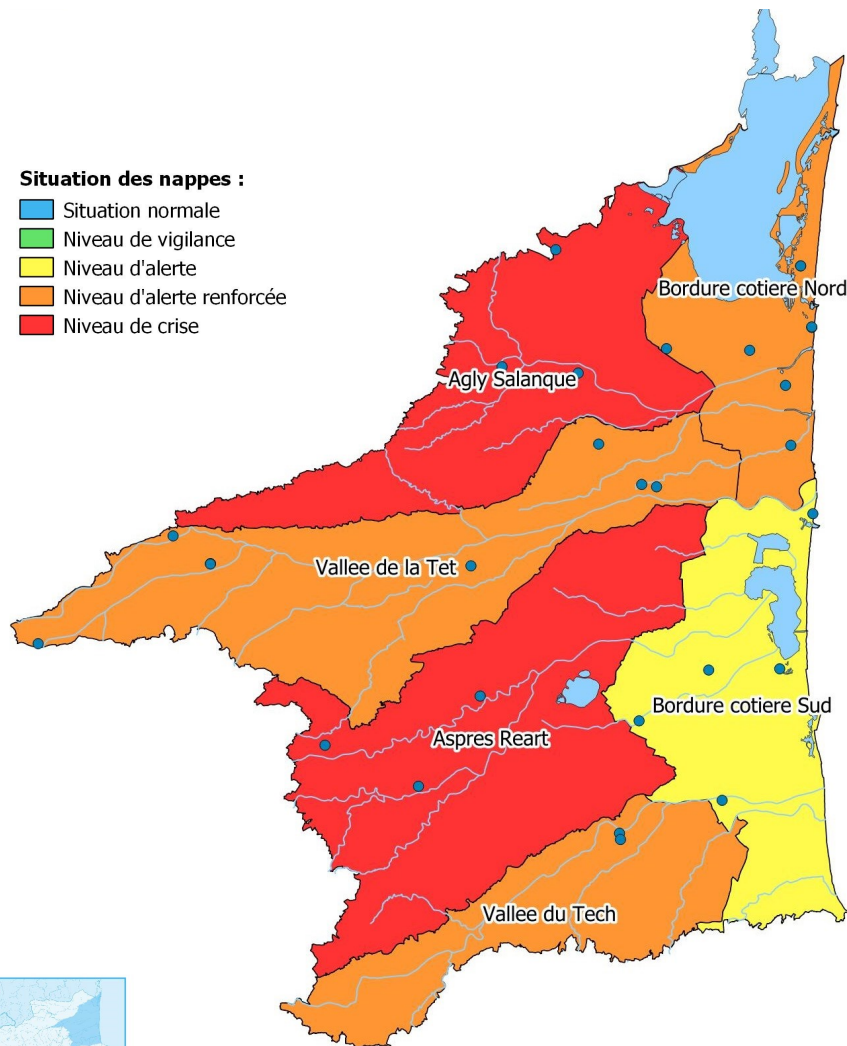 Situation des nappes :
Situation normale
Niveau de vigilance
Niveau d'alerte
Niveau d'alerte renforcée
Niveau de crise
Bordure cotiere Nord
Agly Salanque
Vallee de la Tet
Bordure cotiere Sud
Aspres Reart
Vallee du Tech